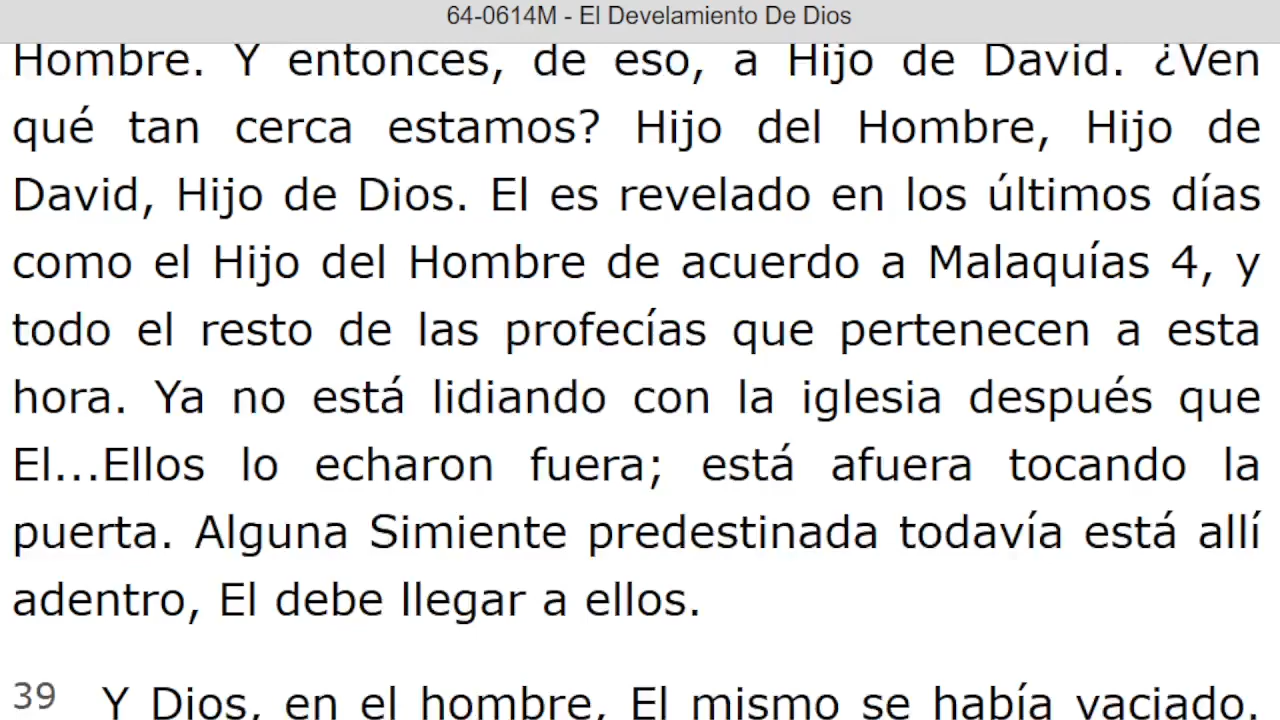 64-0614M - El Develamiento De Dios
Hombre. Y entonces, de eso, a Hijo de David. ¿Ven
qué tan cerca estamos? Hijo del Hombre, Hijo de
David, Hijo de Dios. El es revelado en los últimos días
como el Hijo del Hombre de acuerdo a Malaquías 4, y
todo el resto de las profecías que pertenecen a esta
hora. Ya no está lidiando con la iglesia después que
El...Ellos lo echaron fuera; está afuera tocando la
puerta. Alguna Simiente predestinada todavía está allí
adentro, El debe llegar a ellos.
39 Y Dios, en el hombre, El mismo se había vaciado.